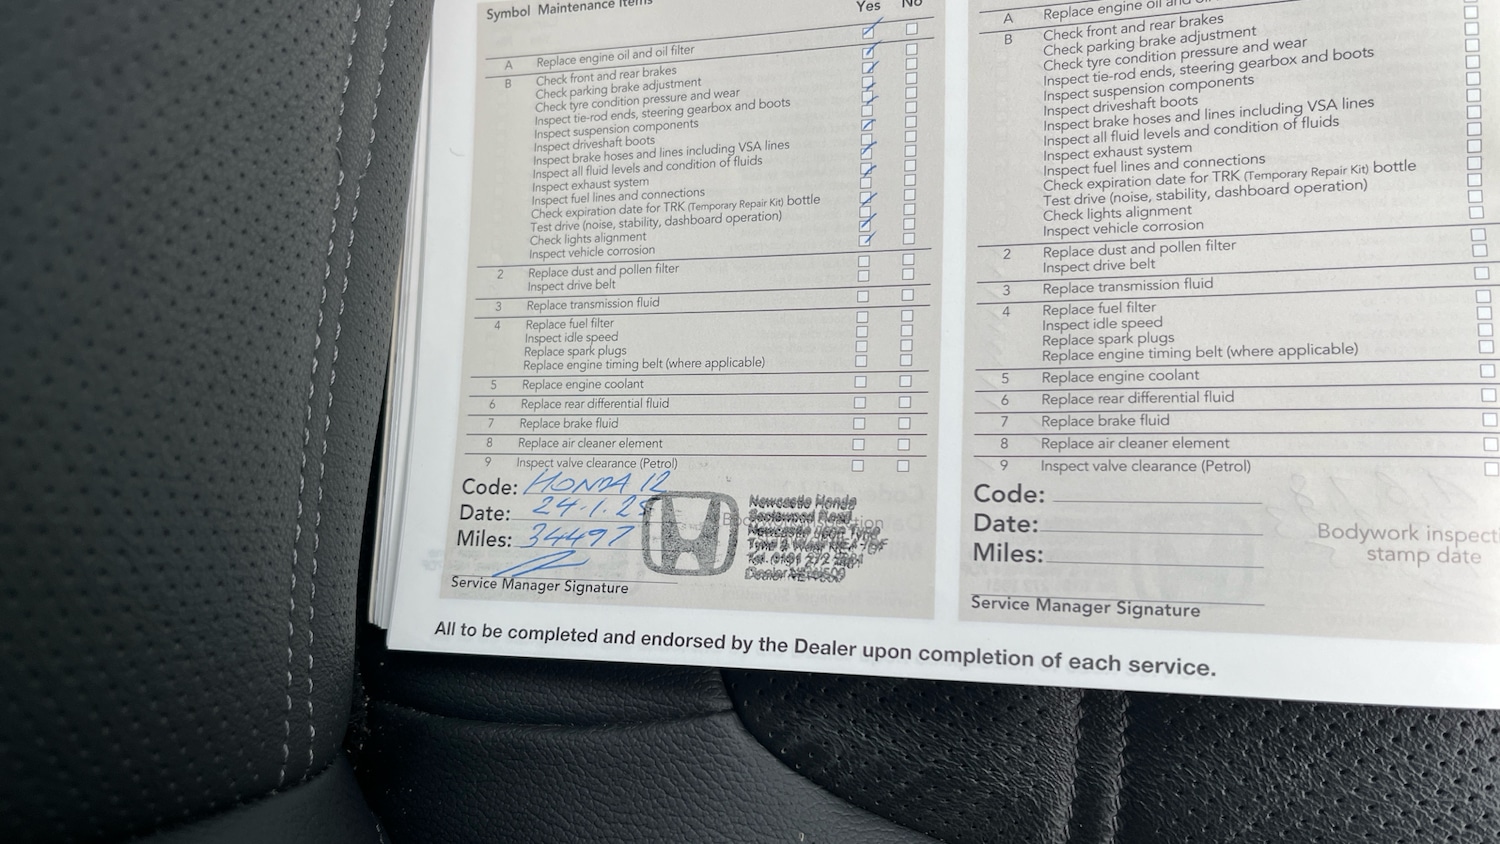 Symbol Maintenance Items
Yes No
A Replace engine oil and oil filter
B Check front and rear brakes
Check parking brake adjustment
Check tyre condition pressure and wear
Inspect tie-rod ends, steering gearbox and boots
Inspect suspension components
Inspect driveshaft boots
Inspect brake hoses and lines including VSA lines
Inspect all fluid levels and condition of fluids
Inspect exhaust system
Inspect fuel lines and connections
Check expiration date for TRK (Temporary Repair Kit) bottle
Test drive (noise, stability, dashboard operation)
Check lights alignment
Inspect vehicle corrosion
2 Replace dust and pollen filter
Inspect drive belt
3 Replace transmission fluid
4 Replace fuel filter
Inspect idle speed
Replace spark plugs
Replace engine timing belt (where applicable)
5 Replace engine coolant
6 Replace rear differential fluid
7 Replace brake fluid
8 Replace air cleaner element
9 Inspect valve clearance (Petrol)
Code: HONDA 12
Date: 24.1.25
Miles: 34497
Service Manager Signature
Newcastle Honda
Newcastle upon Tyne
A Replace engine oil and
B Check front and rear brakes
Check parking brake adjustment
Check tyre condition pressure and wear
Inspect tie-rod ends, steering gearbox and boots
Inspect suspension components
Inspect driveshaft boots
Inspect brake hoses and lines including VSA lines
Inspect all fluid levels and condition of fluids
Inspect exhaust system
Inspect fuel lines and connections
Check expiration date for TRK (Temporary Repair Kit) bottle
Test drive (noise, stability, dashboard operation)
Check lights alignment
Inspect vehicle corrosion
2 Replace dust and pollen filter
Inspect drive belt
3 Replace transmission fluid
4 Replace fuel filter
Inspect idle speed
Replace spark plugs
Replace engine timing belt (where applicable)
5 Replace engine coolant
6 Replace rear differential fluid
7 Replace brake fluid
8 Replace air cleaner element
9 Inspect valve clearance (Petrol)
Code:
Date:
Miles:
Bodywork inspecti
stamp date
Service Manager Signature
All to be completed and endorsed by the Dealer upon completion of each service.